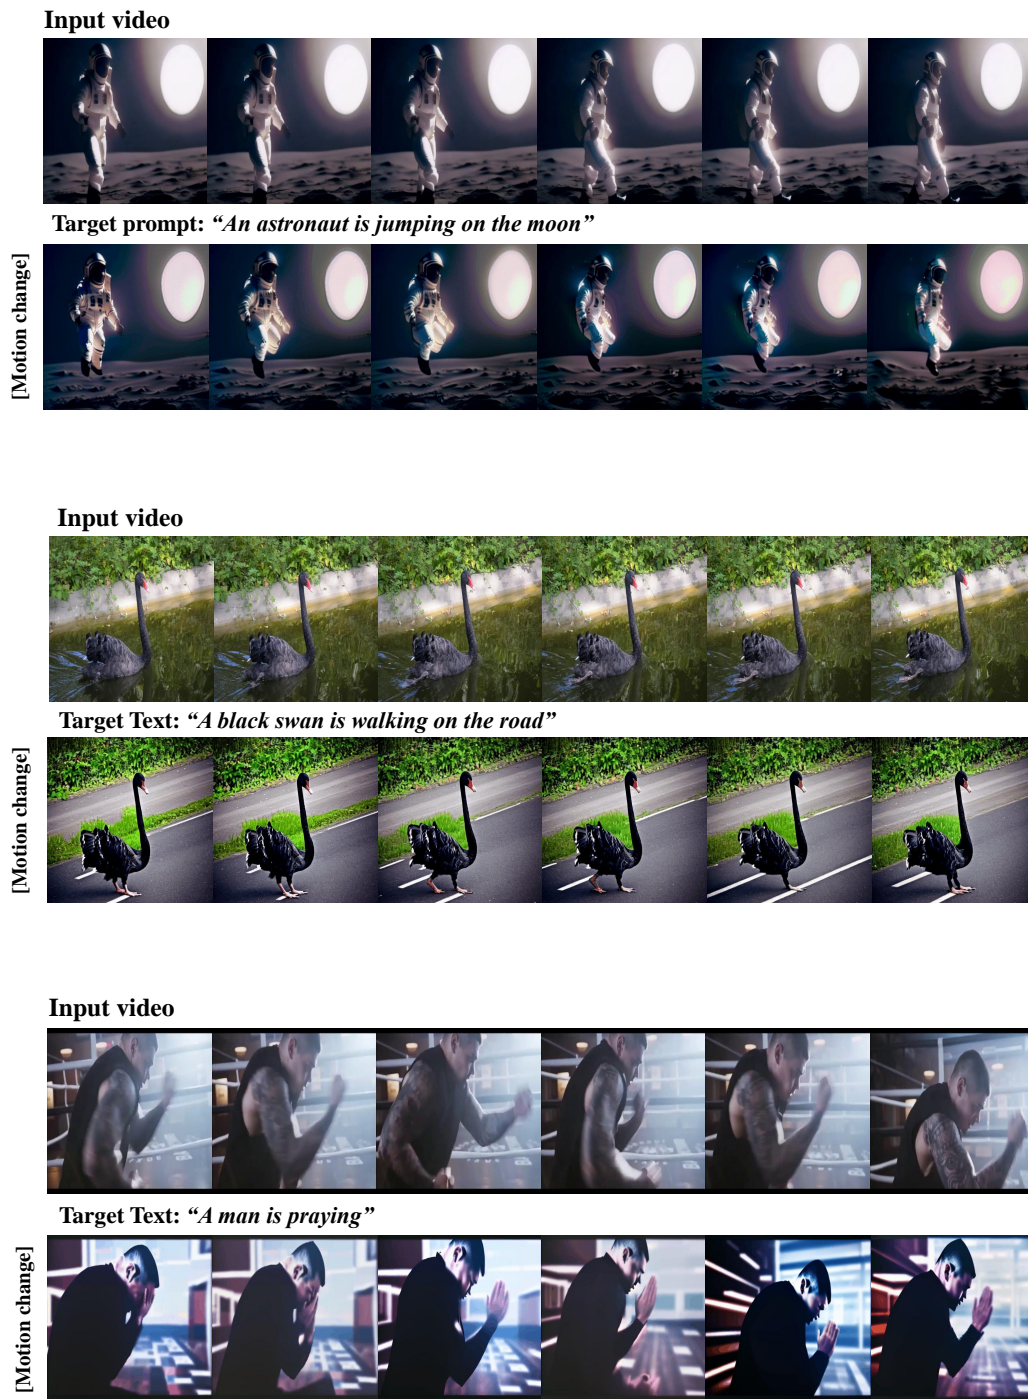 Input video
Target prompt: “An astronaut is jumping on the moon”
[Motion change]
Input video
Target Text: “A black swan is walking on the road”
[Motion change]
Input video
Target Text: “A man is praying”
[Motion change]